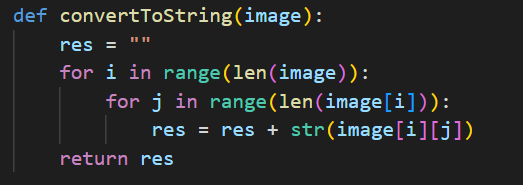 def convertToString(image):
    res = ""
    for i in range(len(image)):
        for j in range(len(image[i])):
            res = res + str(image[i][j])
    return res